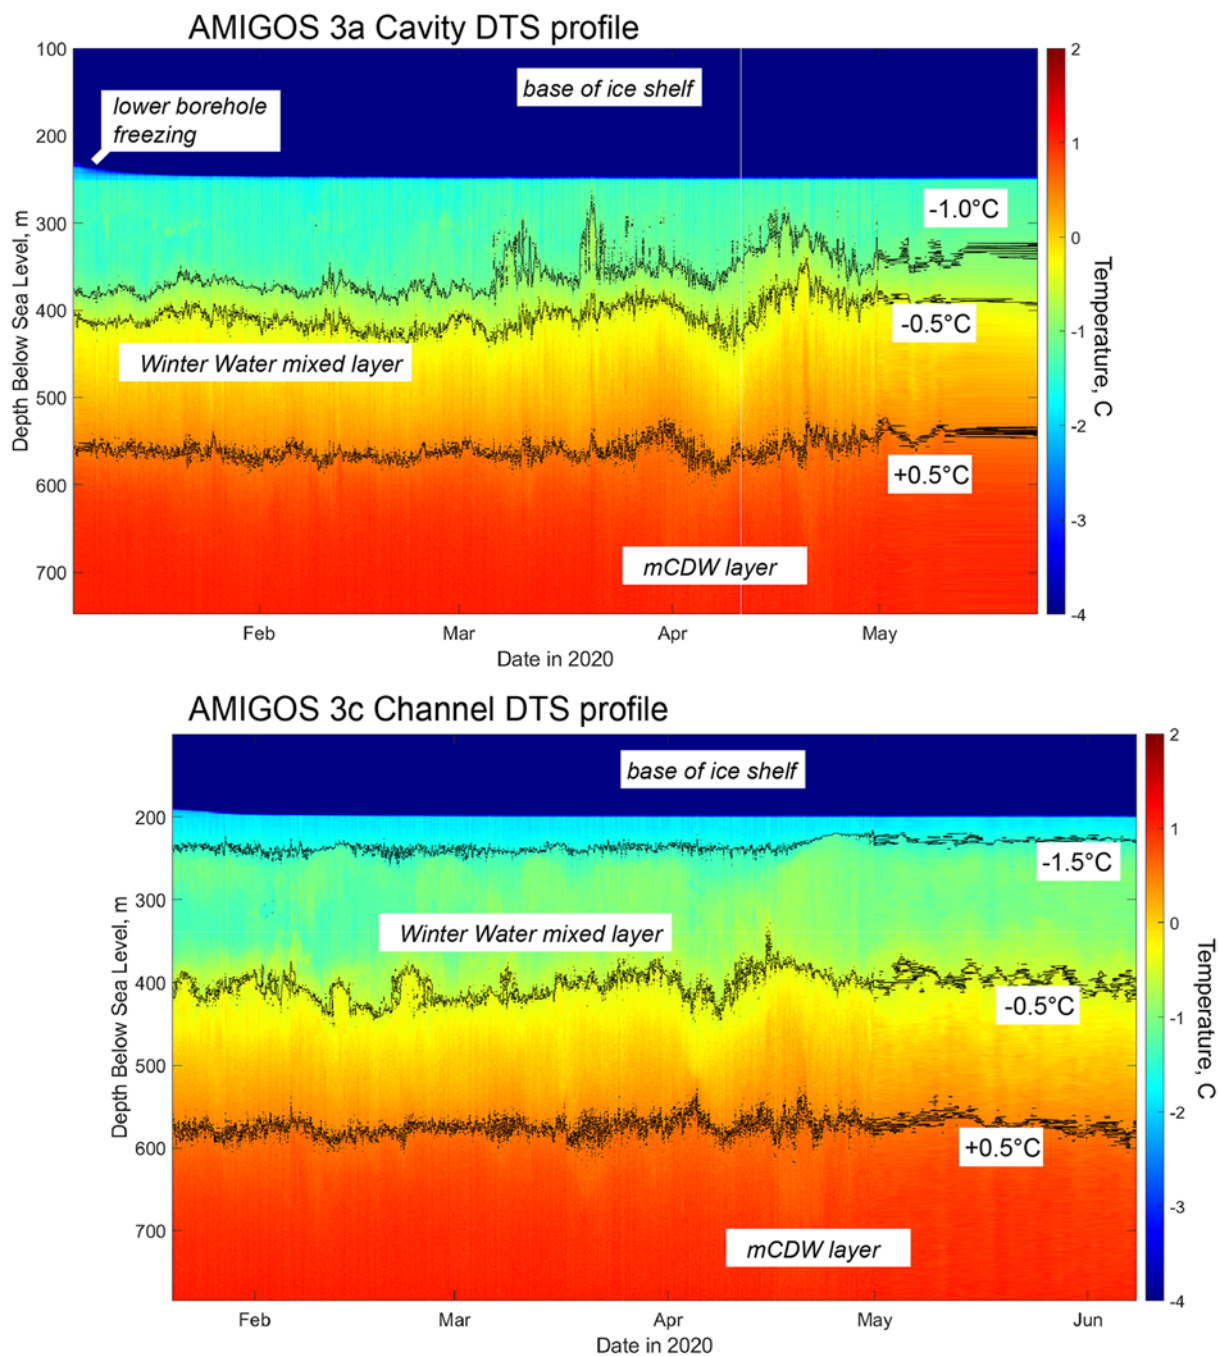 AMIGOS 3a Cavity DTS profile
100
200
300
400
500
600
700
Depth Below Sea Level, m
base of ice shelf
lower borehole
freezing
-1.0°C
-0.5°C
Winter Water mixed layer
+0.5°C
mCDW layer
Feb
Mar
Apr
May
Date in 2020
2
1
0
-1
-2
-3
-4
Temperature, C
AMIGOS 3c Channel DTS profile
200
300
400
500
600
700
Depth Below Sea Level, m
base of ice shelf
-1.5°C
Winter Water mixed layer
-0.5°C
+0.5°C
mCDW layer
Feb
Mar
Apr
May
Jun
Date in 2020
2
1
0
-1
-2
-3
-4
Temperature, C